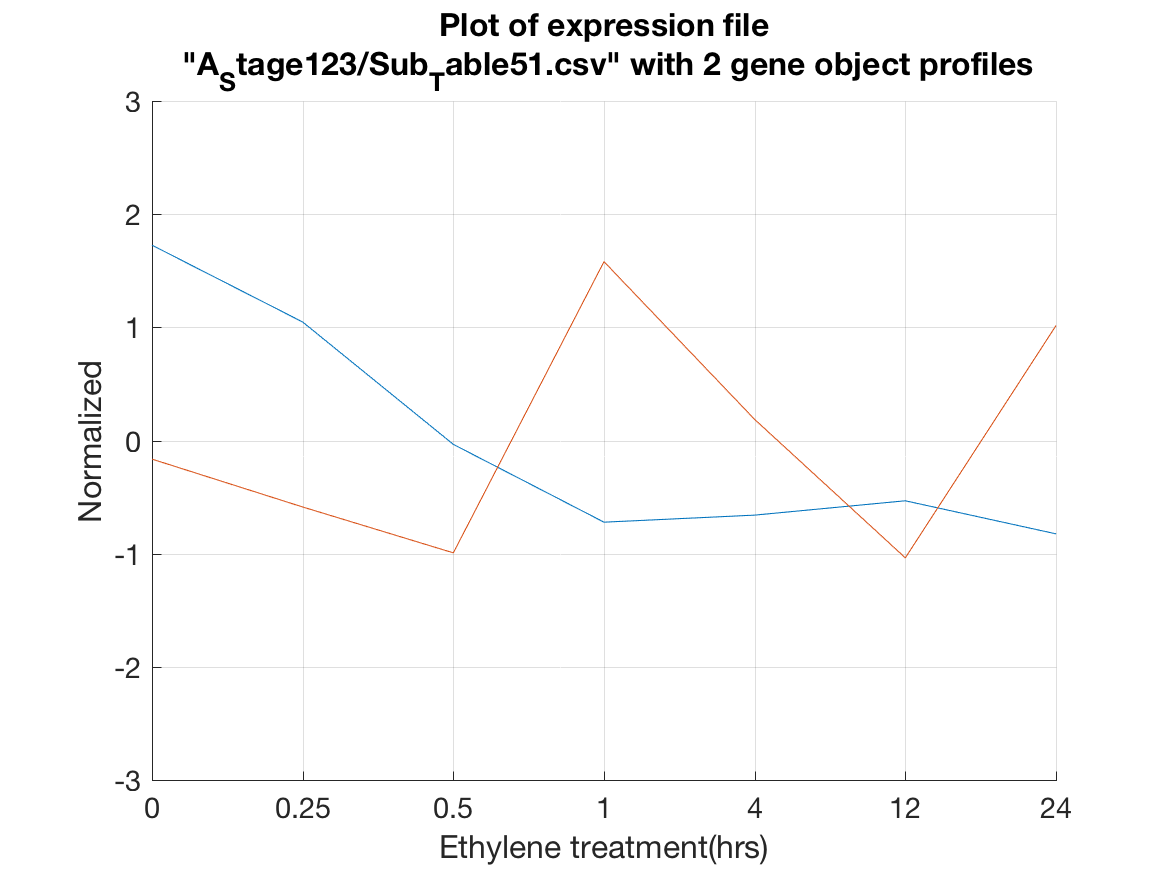 Plot of expression file
"A_Stage123/Sub_Table51.csv" with 2 gene object profiles
3
2
1
0
-1
-2
-3
Normalized
0 0.25 0.5 1 4 12 24
Ethylene treatment(hrs)